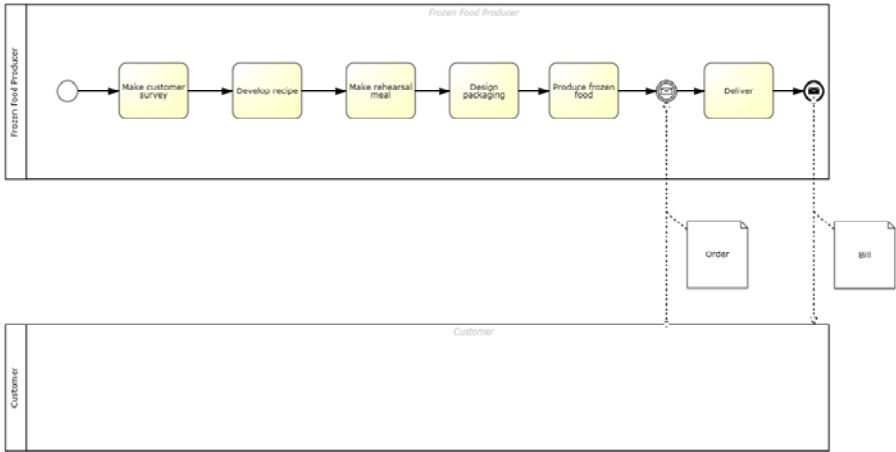 Frozen Food Producer
Frozen Food Producer
Make customer
survey
Develop recipe
Make rehearsal
meal
Design
packaging
Produce frozen
food
Deliver
Order
Bill
Customer
Customer